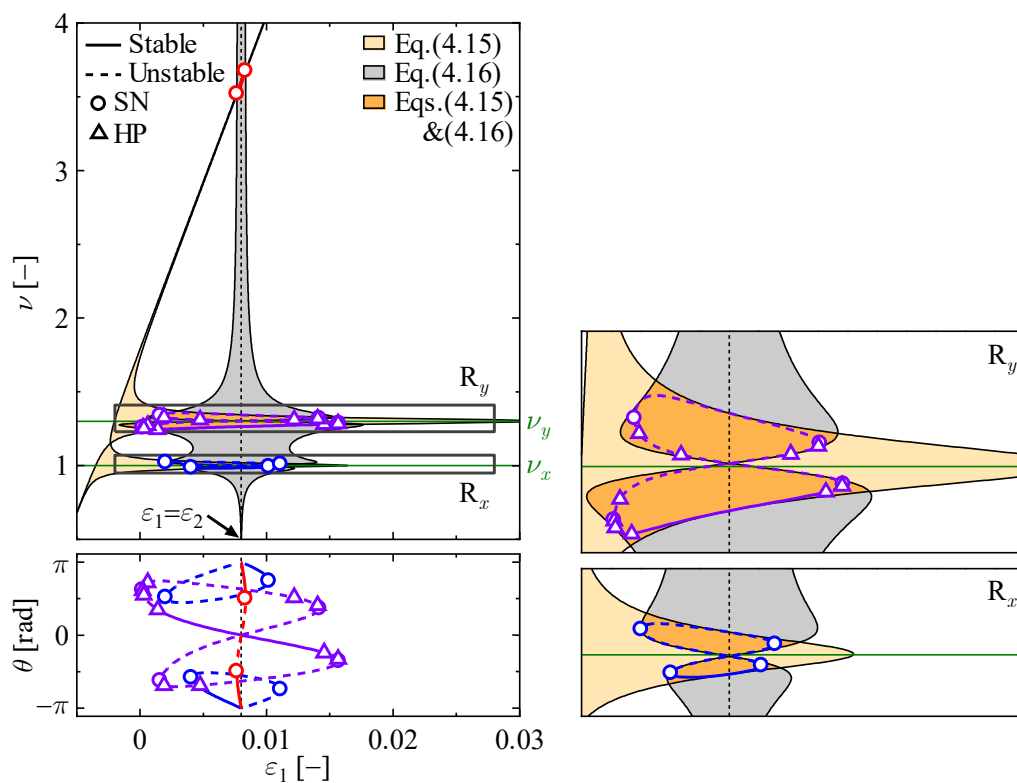 4
3
2
1
ν [−]
Stable
Unstable
SN
HP
Eq.(4.15)
Eq.(4.16)
Eqs.(4.15)
&(4.16)
R_y
ν_y
ν_x
R_x
ε₁=ε₂
R_y
R_x
π
0
−π
θ [rad]
0
0.01
0.02
0.03
ε₁ [−]